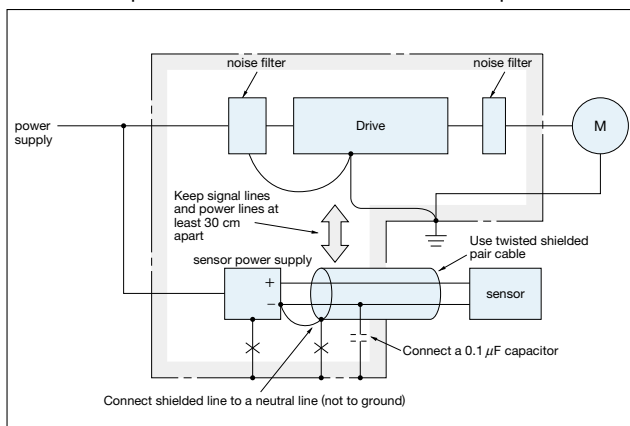 noise filter
noise filter
power
supply
Drive
M
Keep signal lines
and power lines at
least 30 cm
apart
Use twisted shielded
pair cable
sensor power supply
+
−
sensor
Connect a 0.1 μF capacitor
Connect shielded line to a neutral line (not to ground)